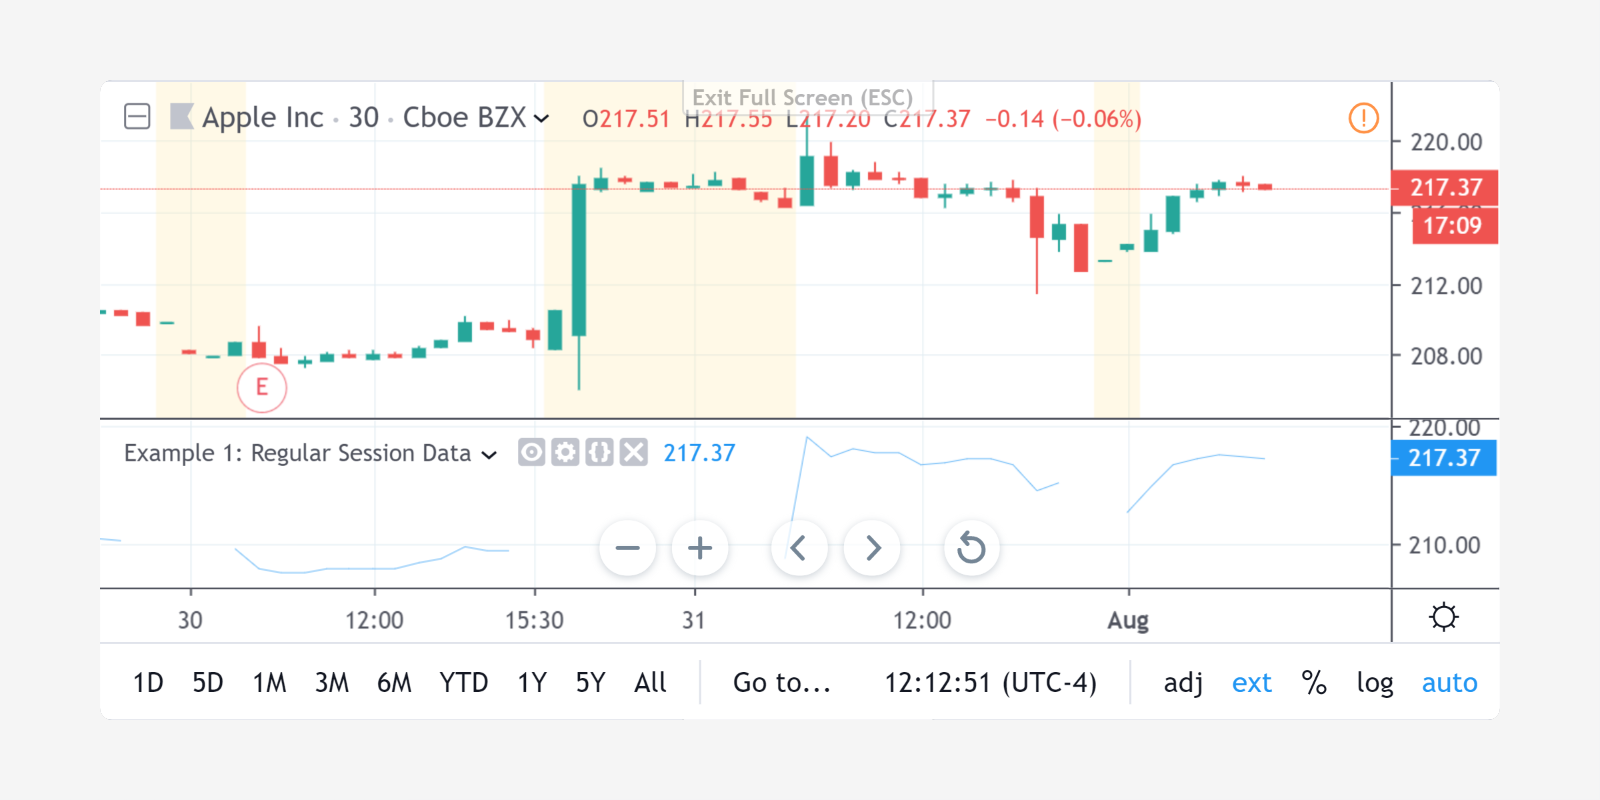 Exit Full Screen (ESC)
Apple Inc · 30 · Cboe BZX O217.51 H217.55 L217.20 C217.37 −0.14 (−0.06%)
220.00
217.37
17:09
212.00
208.00
E
220.00
Example 1: Regular Session Data 217.37
217.37
210.00
30 12:00 15:30 31 12:00 Aug
1D 5D 1M 3M 6M YTD 1Y 5Y All Go to... 12:12:51 (UTC-4) adj ext % log auto